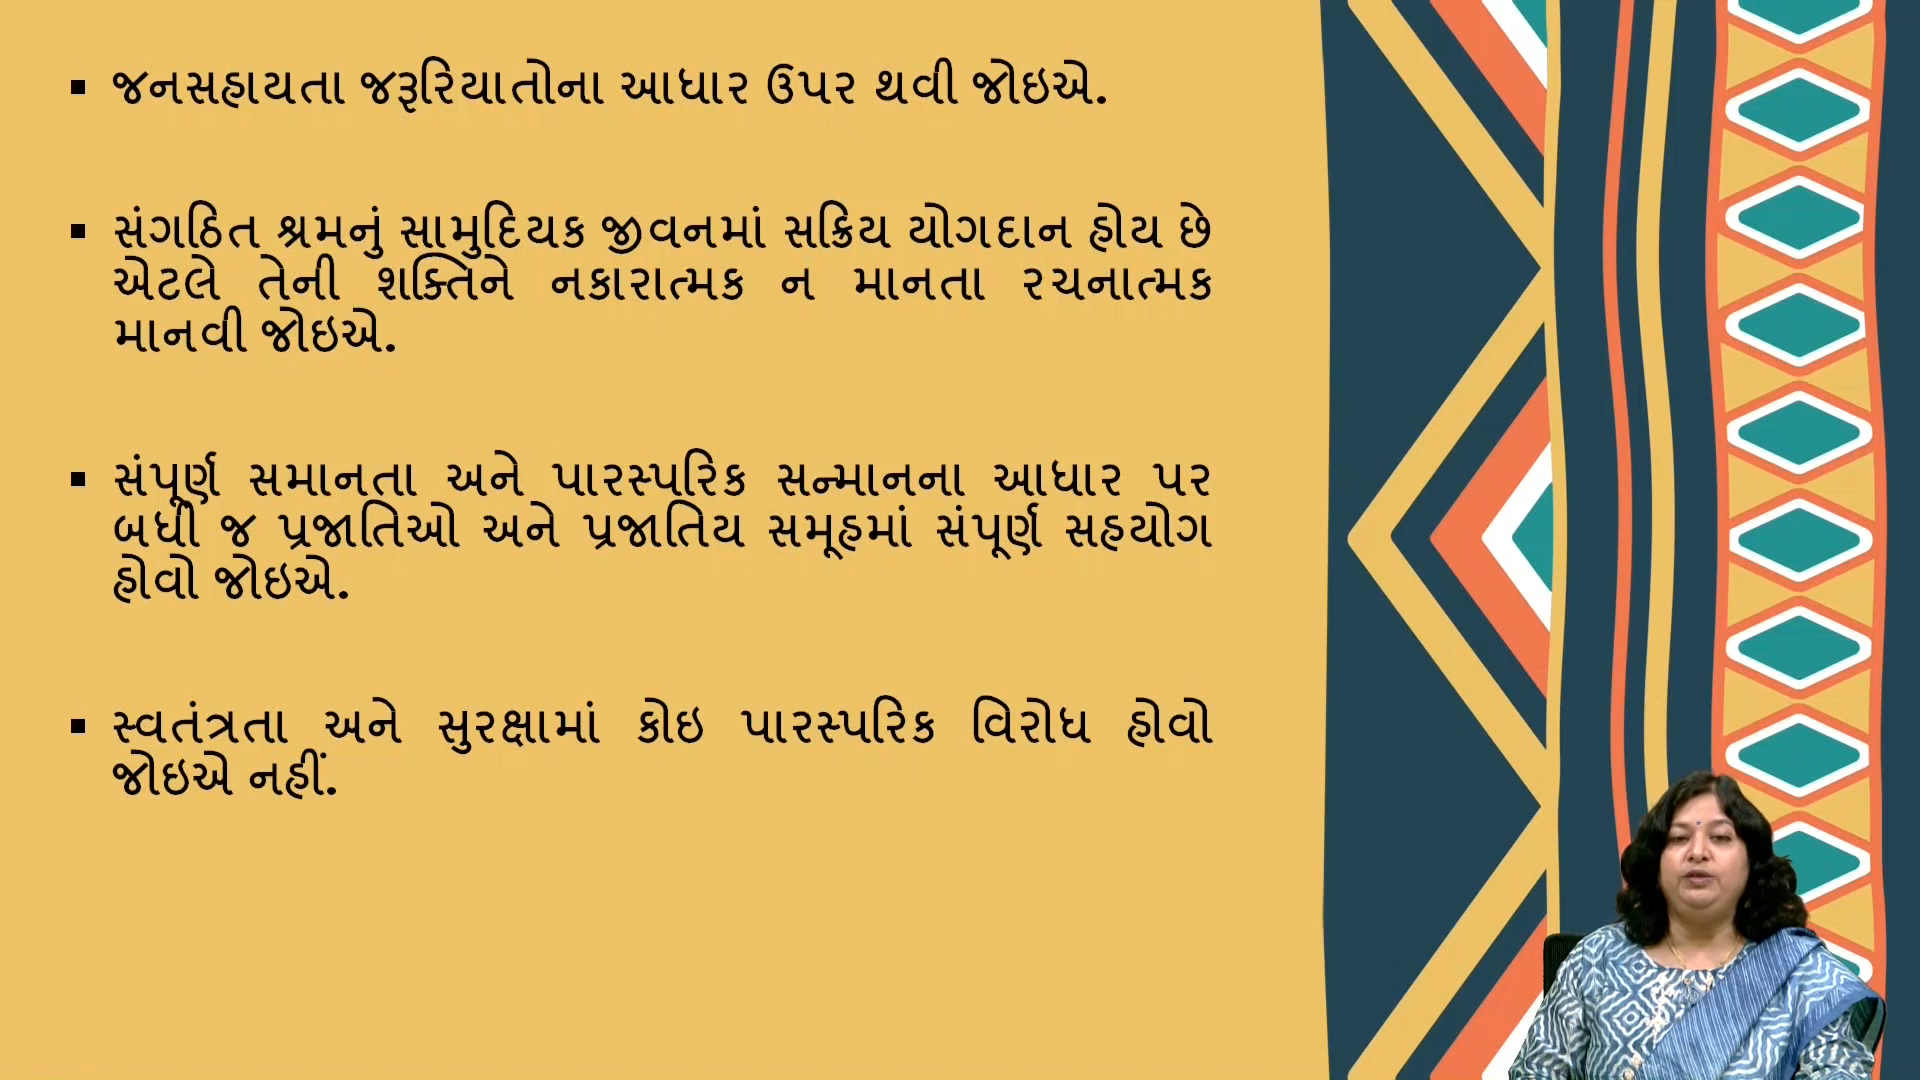 ▪ જનસહાયતા જરૂરિયાતોના આધાર ઉપર થવી જોઇએ.
▪ સંગઠિત શ્રમનું સામુદિયક જીવનમાં સક્રિય યોગદાન હોય છે
એટલે તેની શક્તિને નકારાત્મક ન માનતા રચનાત્મક
માનવી જોઇએ.
▪ સંપૂર્ણ સમાનતા અને પારસ્પરિક સન્માનના આધાર પર
બધી જ પ્રજાતિઓ અને પ્રજાતિય સમૂહમાં સંપૂર્ણ સહયોગ
હોવો જોઇએ.
▪ સ્વતંત્રતા અને સુરક્ષામાં કોઇ પારસ્પરિક વિરોધ હોવો
જોઇએ નહીં.